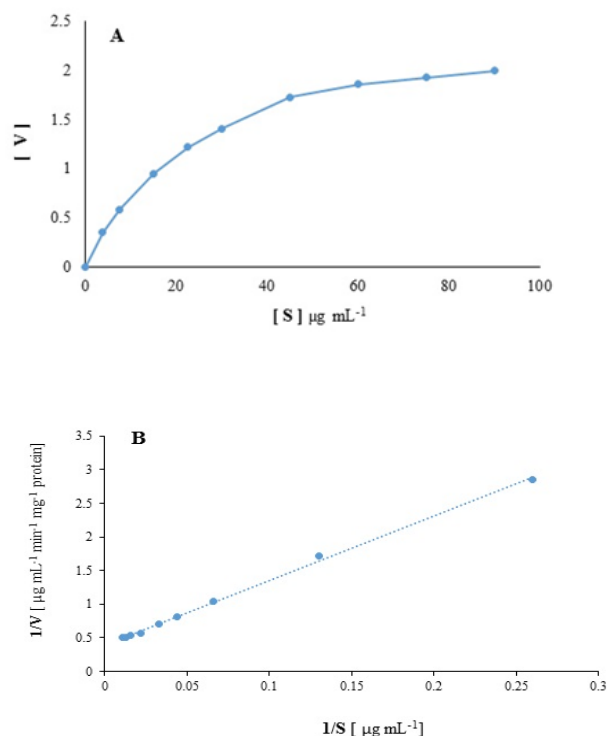 A
2.5
2
1.5
1
0.5
0
[ V ]
0 20 40 60 80 100
[ S ] µg mL-1
B
3.5
3
2.5
2
1.5
1
0.5
0
1/V [ µg mL-1 min-1 mg-1 protein]
0 0.05 0.1 0.15 0.2 0.25 0.3
1/S [ µg mL-1]